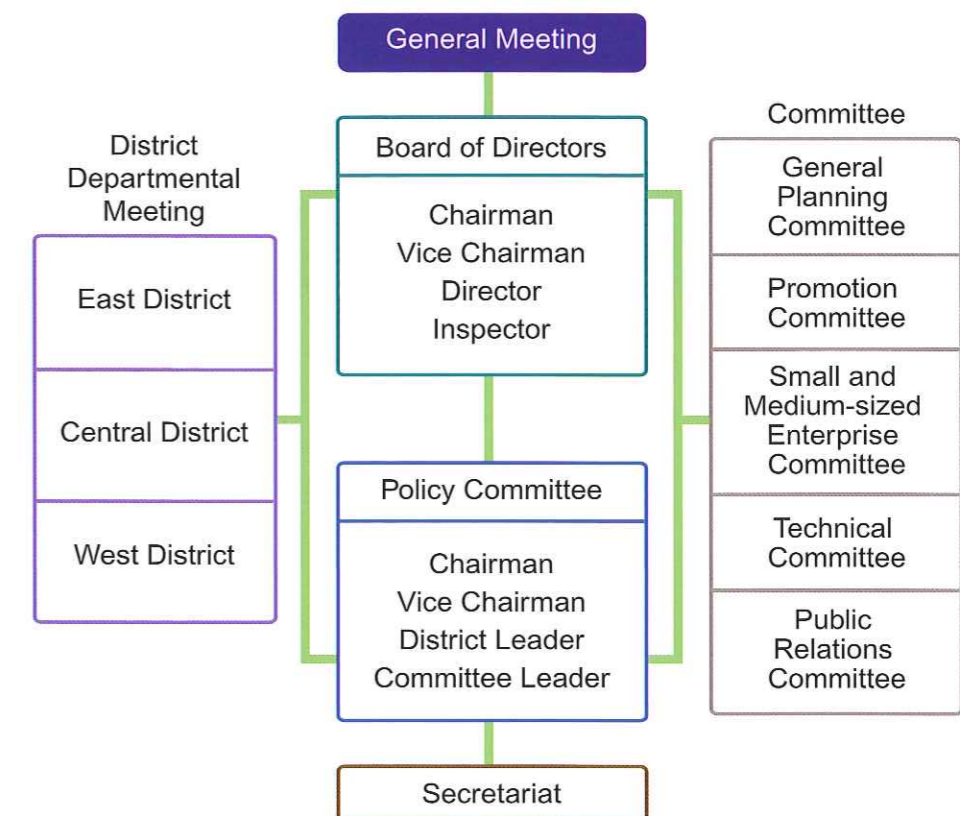 General Meeting
District
Departmental
Meeting
East District
Central District
West District
Board of Directors
Chairman
Vice Chairman
Director
Inspector
Policy Committee
Chairman
Vice Chairman
District Leader
Committee Leader
Secretariat
Committee
General
Planning
Committee
Promotion
Committee
Small and
Medium-sized
Enterprise
Committee
Technical
Committee
Public
Relations
Committee